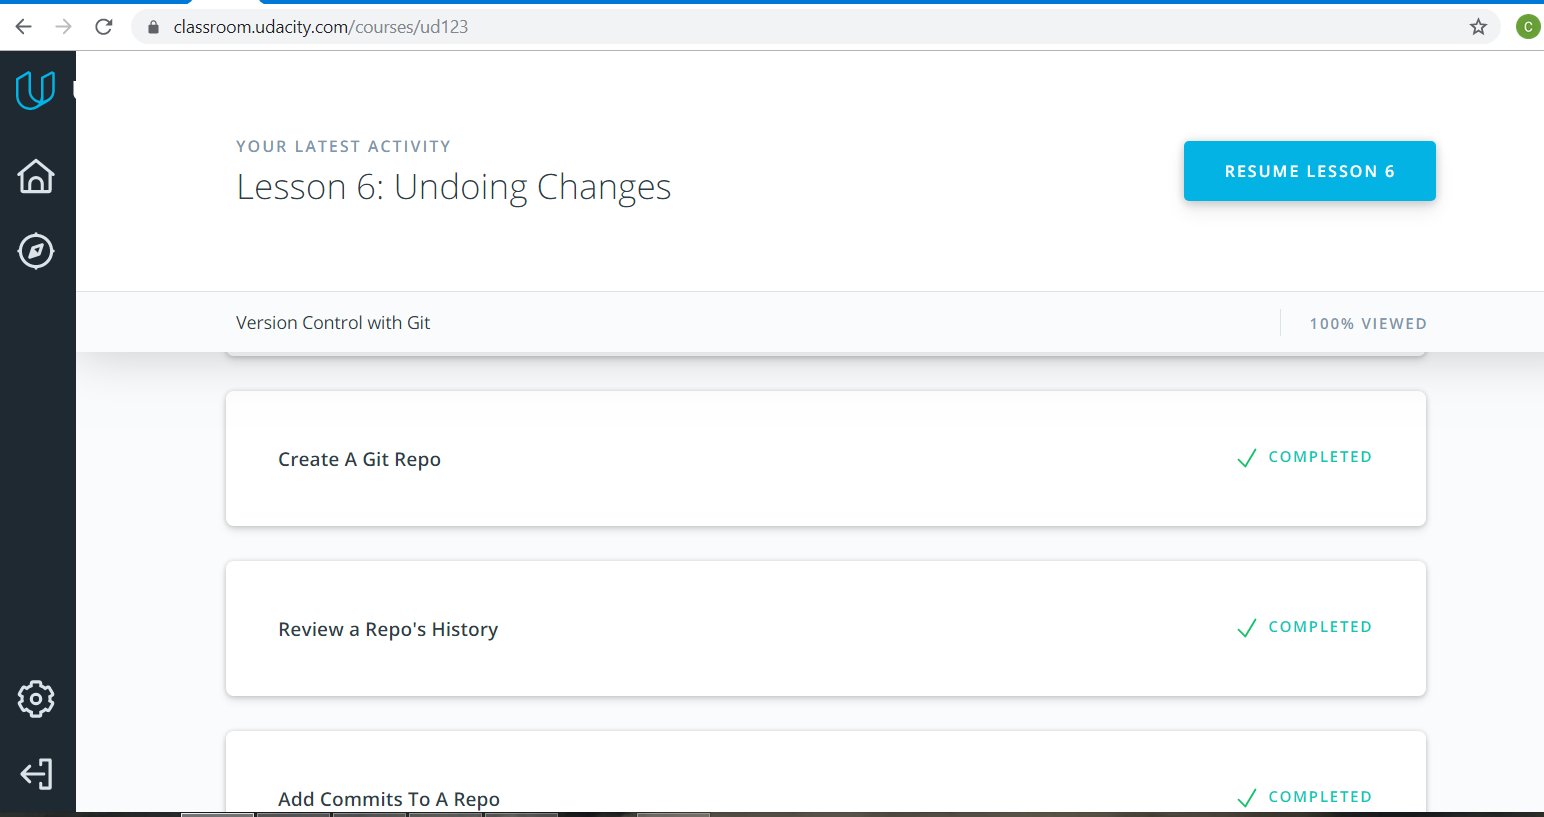 classroom.udacity.com/courses/ud123
C
YOUR LATEST ACTIVITY
Lesson 6: Undoing Changes
RESUME LESSON 6
Version Control with Git
100% VIEWED
Create A Git Repo
COMPLETED
Review a Repo's History
COMPLETED
Add Commits To A Repo
COMPLETED